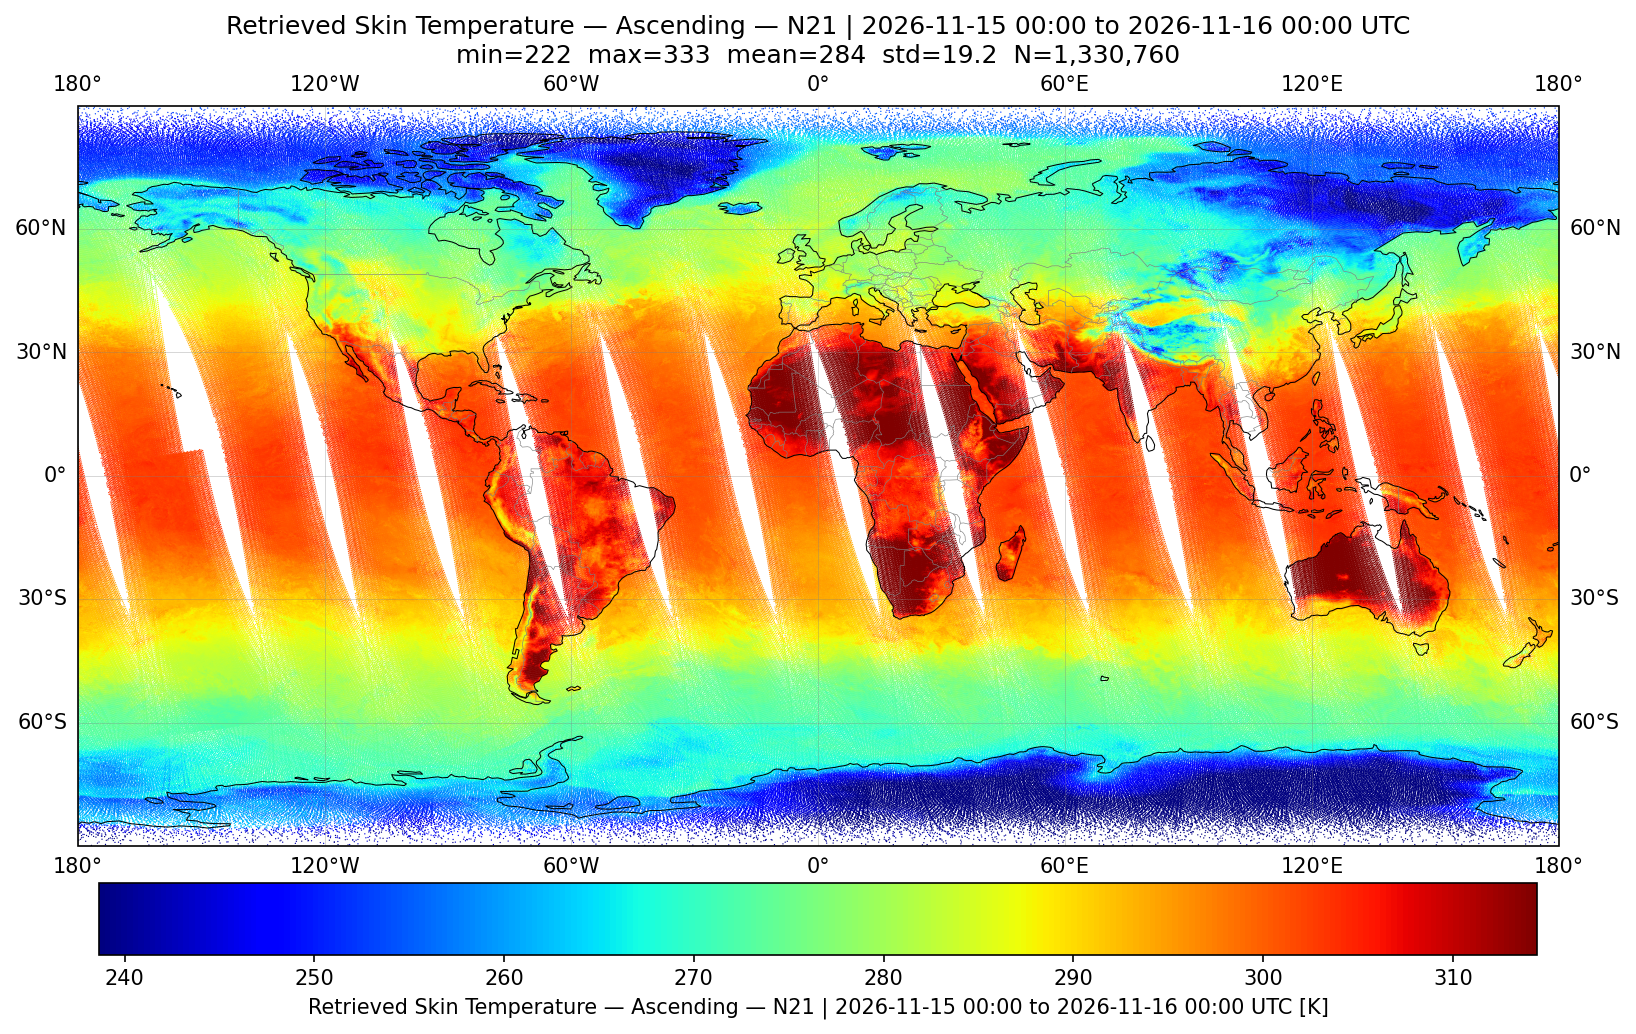 Retrieved Skin Temperature — Ascending — N21 | 2026-11-15 00:00 to 2026-11-16 00:00 UTC
min=222 max=333 mean=284 std=19.2 N=1,330,760
180° 120°W 60°W 0° 60°E 120°E 180°
60°N 60°N
30°N 30°N
0° 0°
30°S 30°S
60°S 60°S
180° 120°W 60°W 0° 60°E 120°E 180°
240 250 260 270 280 290 300 310
Retrieved Skin Temperature — Ascending — N21 | 2026-11-15 00:00 to 2026-11-16 00:00 UTC [K]